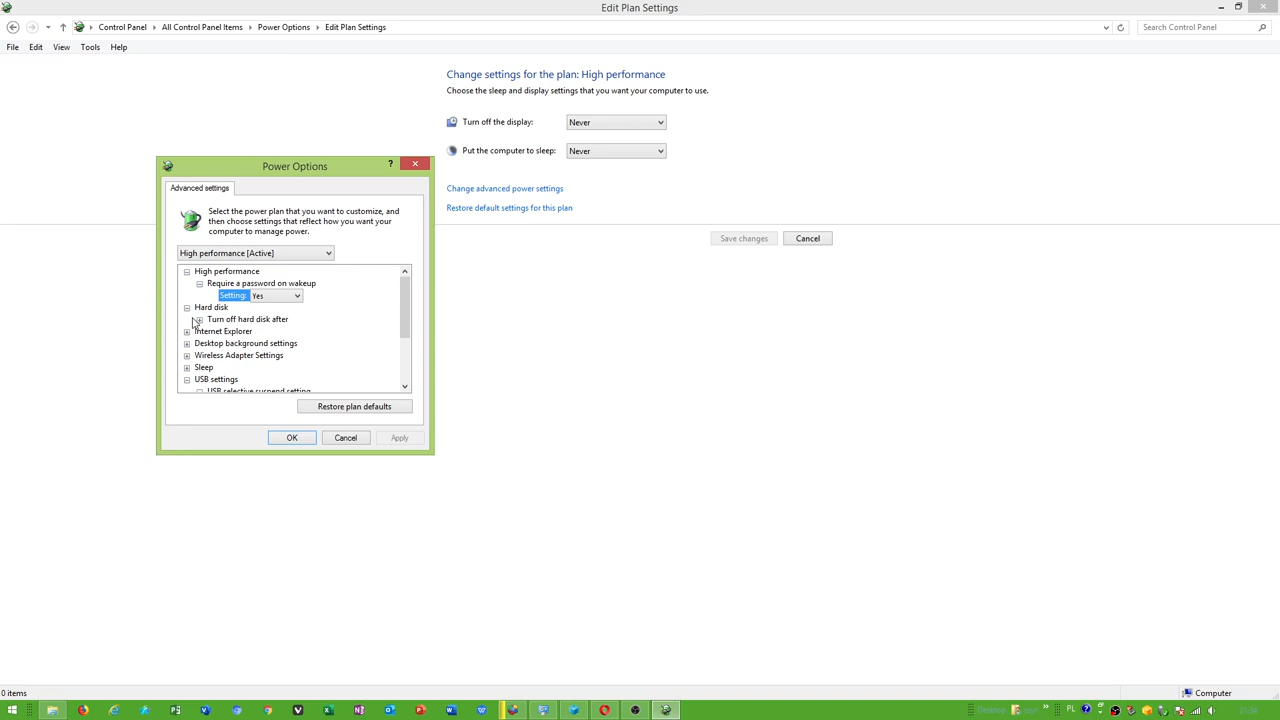 Edit Plan Settings
Control Panel
All Control Panel Items
Power Options
Edit Plan Settings
Search Control Panel
File Edit View Tools Help
Change settings for the plan: High performance
Choose the sleep and display settings that you want your computer to use.
Turn off the display: Never
Put the computer to sleep: Never
Change advanced power settings
Restore default settings for this plan
Save changes Cancel
Power Options
Advanced settings
Select the power plan that you want to customize, and
then choose settings that reflect how you want your
computer to manage power.
High performance [Active]
High performance
Require a password on wakeup
Setting: Yes
Hard disk
Turn off hard disk after
Internet Explorer
Desktop background settings
Wireless Adapter Settings
Sleep
USB settings
USB selective suspend setting
Restore plan defaults
OK Cancel Apply
0 items
Computer
Desktop
PL